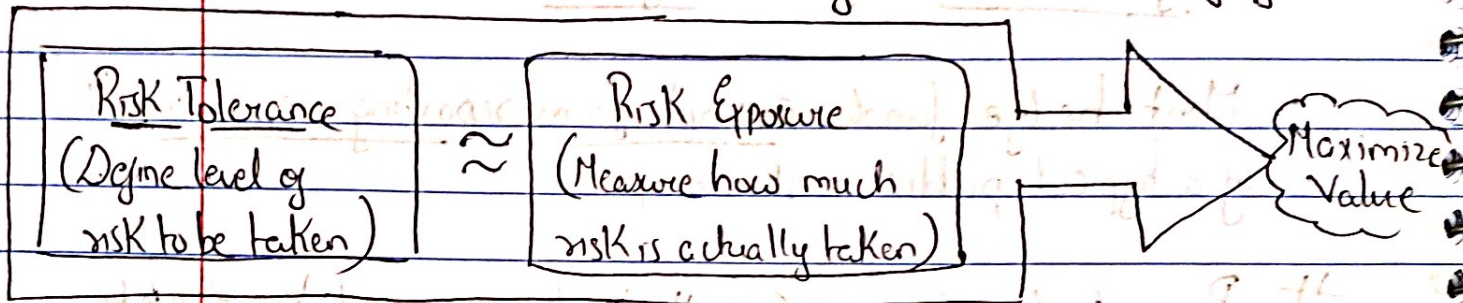 Risk Tolerance
(Define level of
risk to be taken)
≈
Risk Exposure
(Measure how much
risk is actually taken)
Maximize
Value